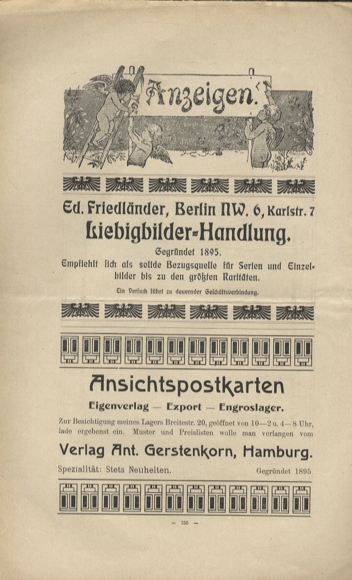 Anzeigen.
Ed. Friedländer, Berlin NW. 6, Karlstr. 7
Liebigbilder-Handlung.
Gegründet 1895.
Empfiehlt sich als solide Bezugsquelle für Serien und Einzel-
bilder bis zu den größten Raritäten.
Ein Versuch führt zu dauernder Geschäftsverbindung.
Ansichtspostkarten
Eigenverlag — Export — Engroslager.
Zur Besichtigung meines Lagers Breitestr. 20, geöffnet von 10—2 u. 4—8 Uhr,
lade ergebenst ein. Muster und Preislisten wolle man verlangen vom
Verlag Ant. Gerstenkorn, Hamburg.
Spezialität: Stets Neuheiten. Gegründet 1895